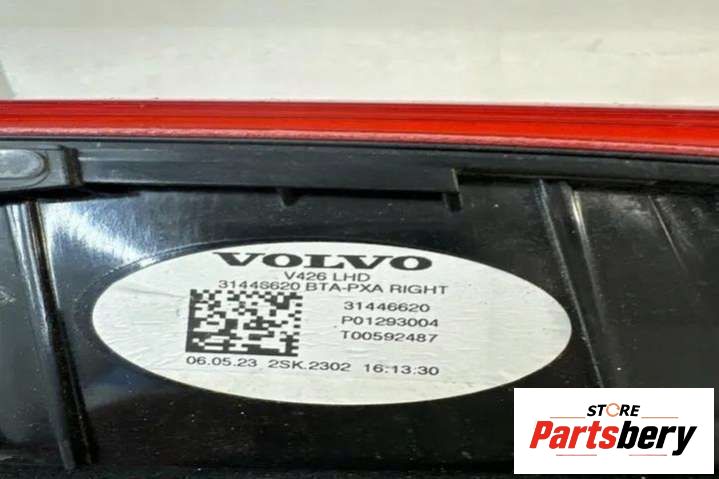 VOLVO
V426 LHD
31446620 BTA-PXA RIGHT
31446620
P01293004
T00592487
06.05.23 2SK.2302 16:13:30
STORE
Partsbery